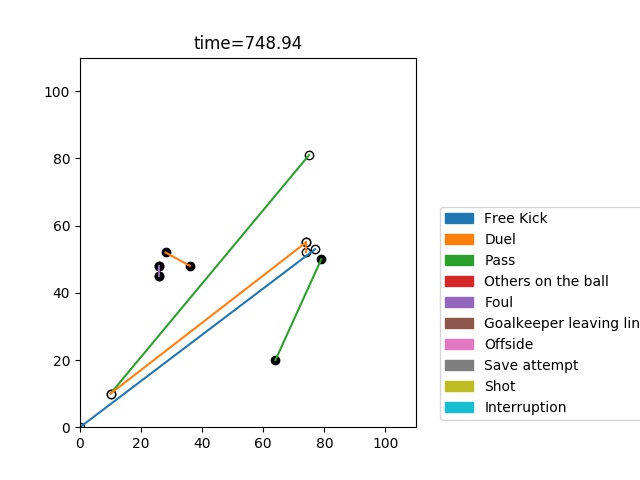 time=748.94
100
80
60
40
20
0
0 20 40 60 80 100
Free Kick
Duel
Pass
Others on the ball
Foul
Goalkeeper leaving lin
Offside
Save attempt
Shot
Interruption